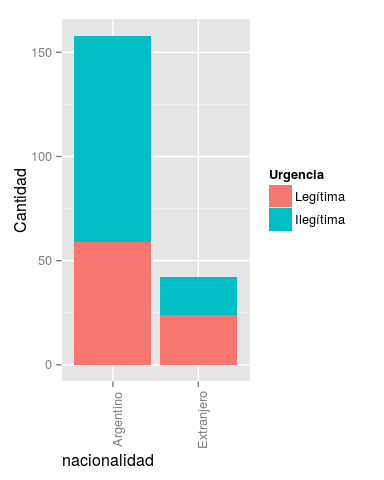 Cantidad
150
100
50
0
Argentino
Extranjero
nacionalidad
Urgencia
Legítima
Ilegítima